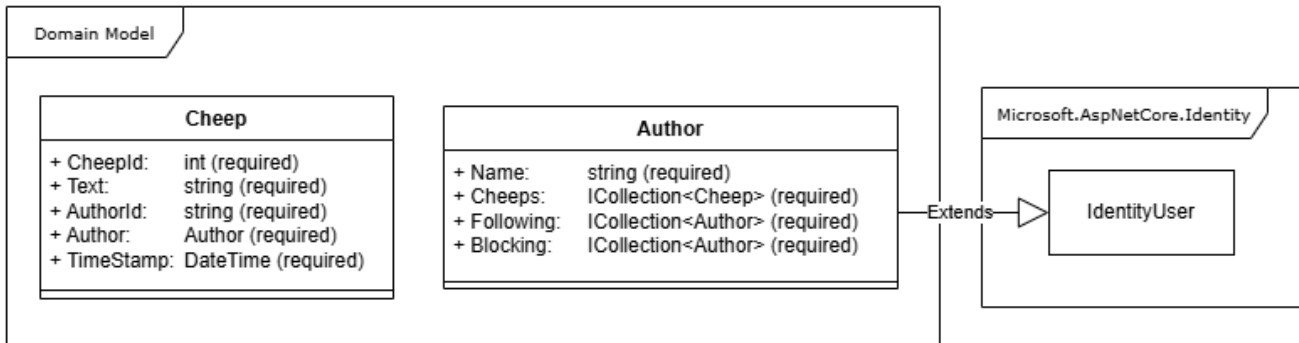 Domain Model
Cheep
+ CheepId: int (required)
+ Text: string (required)
+ AuthorId: string (required)
+ Author: Author (required)
+ TimeStamp: DateTime (required)
Author
+ Name: string (required)
+ Cheeps: ICollection<Cheep> (required)
+ Following: ICollection<Author> (required)
+ Blocking: ICollection<Author> (required)
Extends
Microsoft.AspNetCore.Identity
IdentityUser